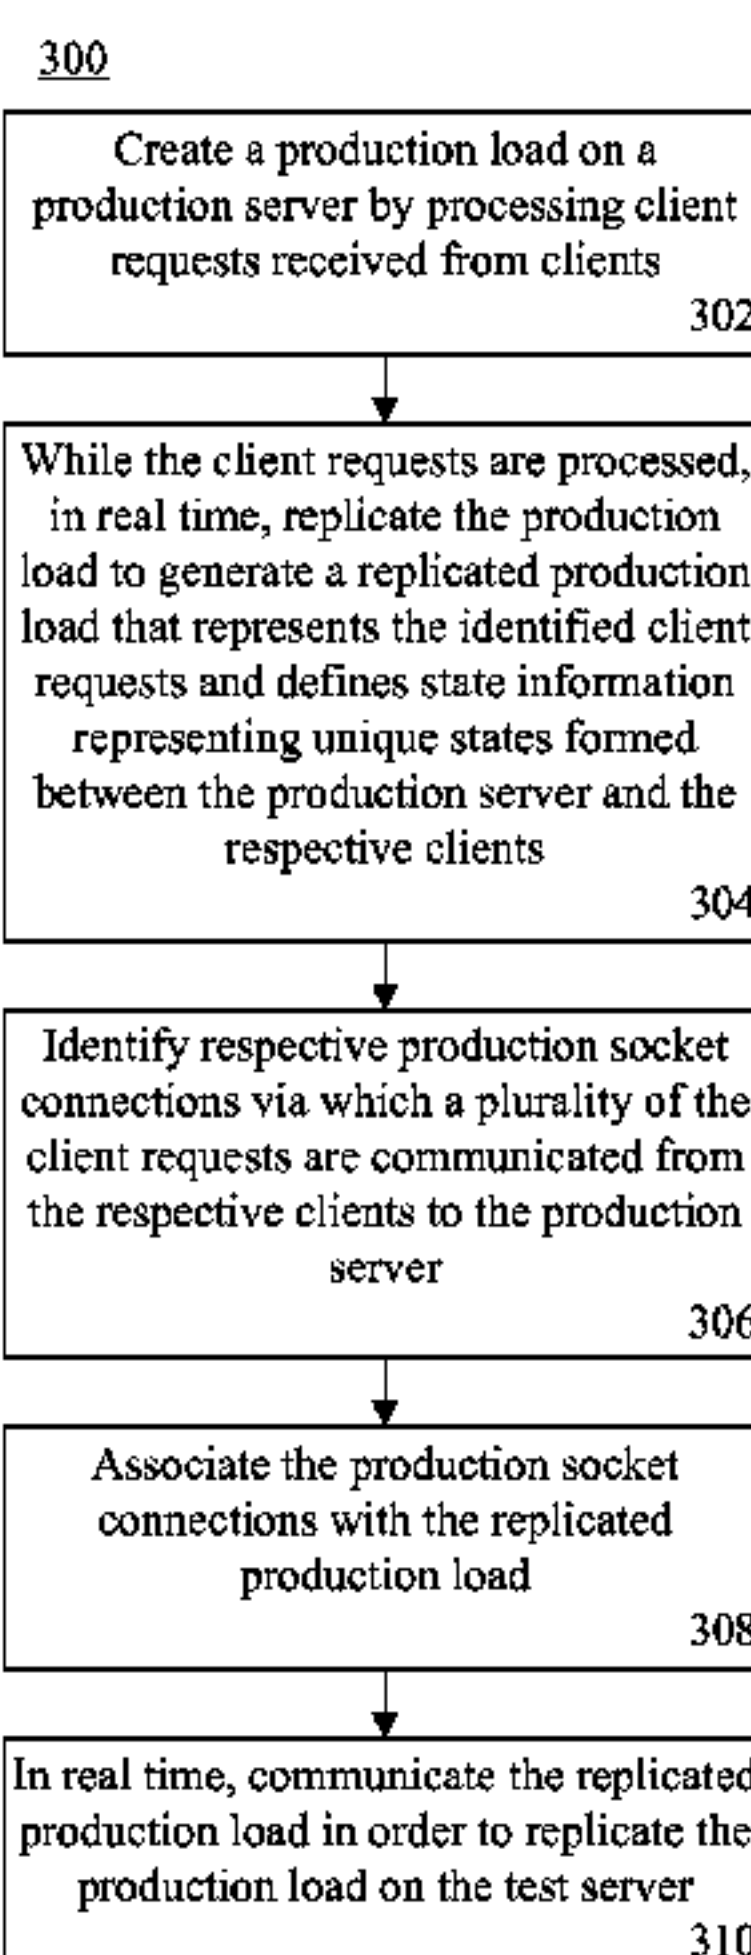 300
Create a production load on a
production server by processing client
requests received from clients
302
While the client requests are processed,
in real time, replicate the production
load to generate a replicated production
load that represents the identified client
requests and defines state information
representing unique states formed
between the production server and the
respective clients
304
Identify respective production socket
connections via which a plurality of the
client requests are communicated from
the respective clients to the production
server
306
Associate the production socket
connections with the replicated
production load
308
In real time, communicate the replicated
production load in order to replicate the
production load on the test server
310